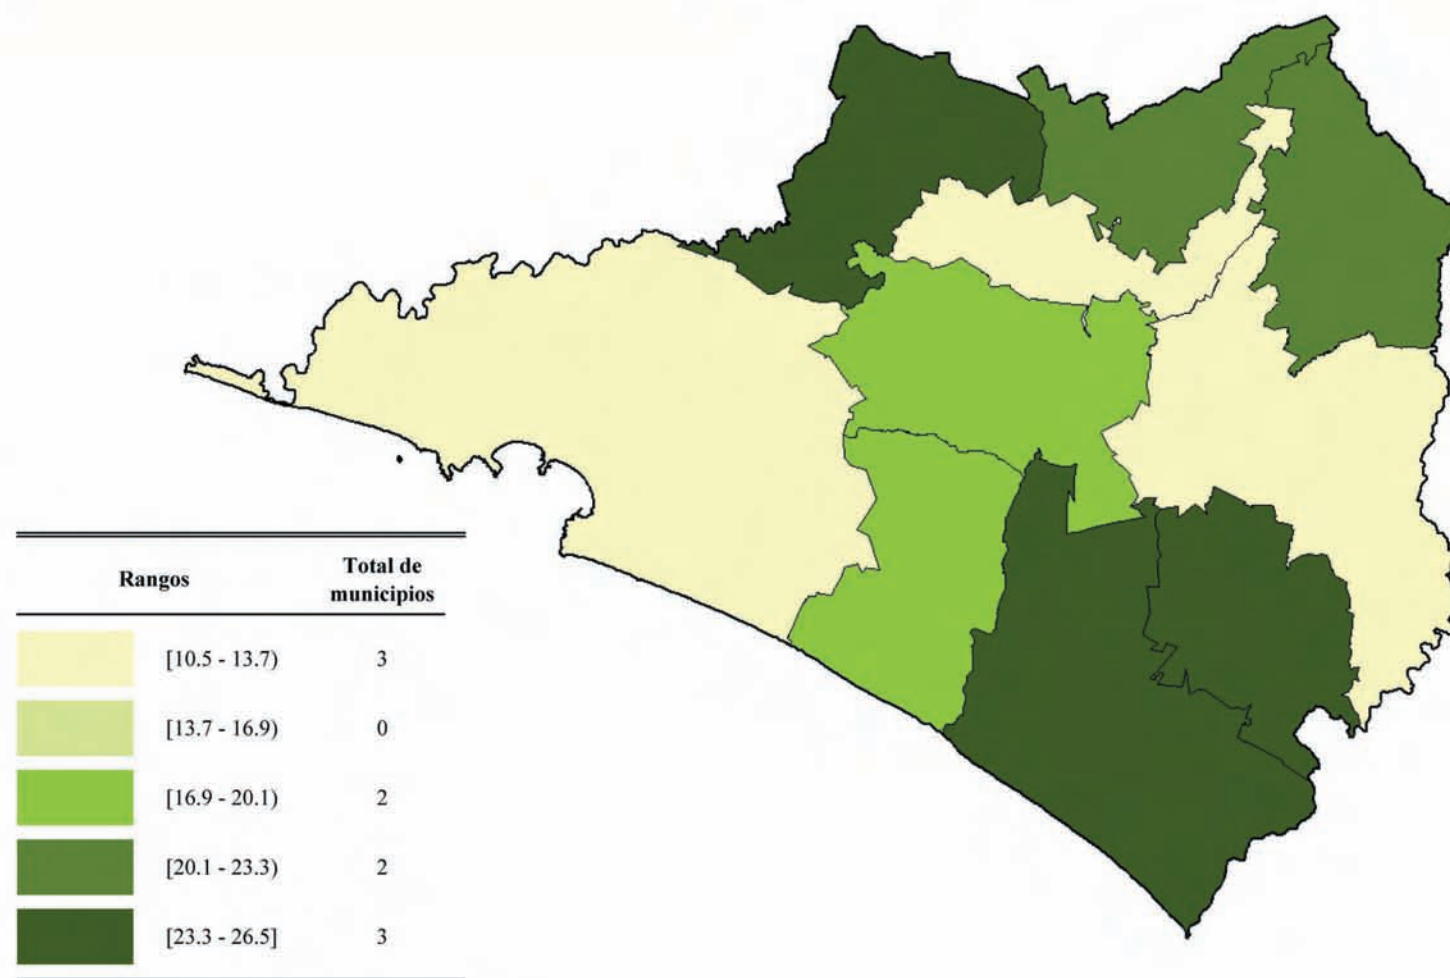 Rangos Total de municipios
[10.5 - 13.7) 3
[13.7 - 16.9) 0
[16.9 - 20.1) 2
[20.1 - 23.3) 2
[23.3 - 26.5] 3